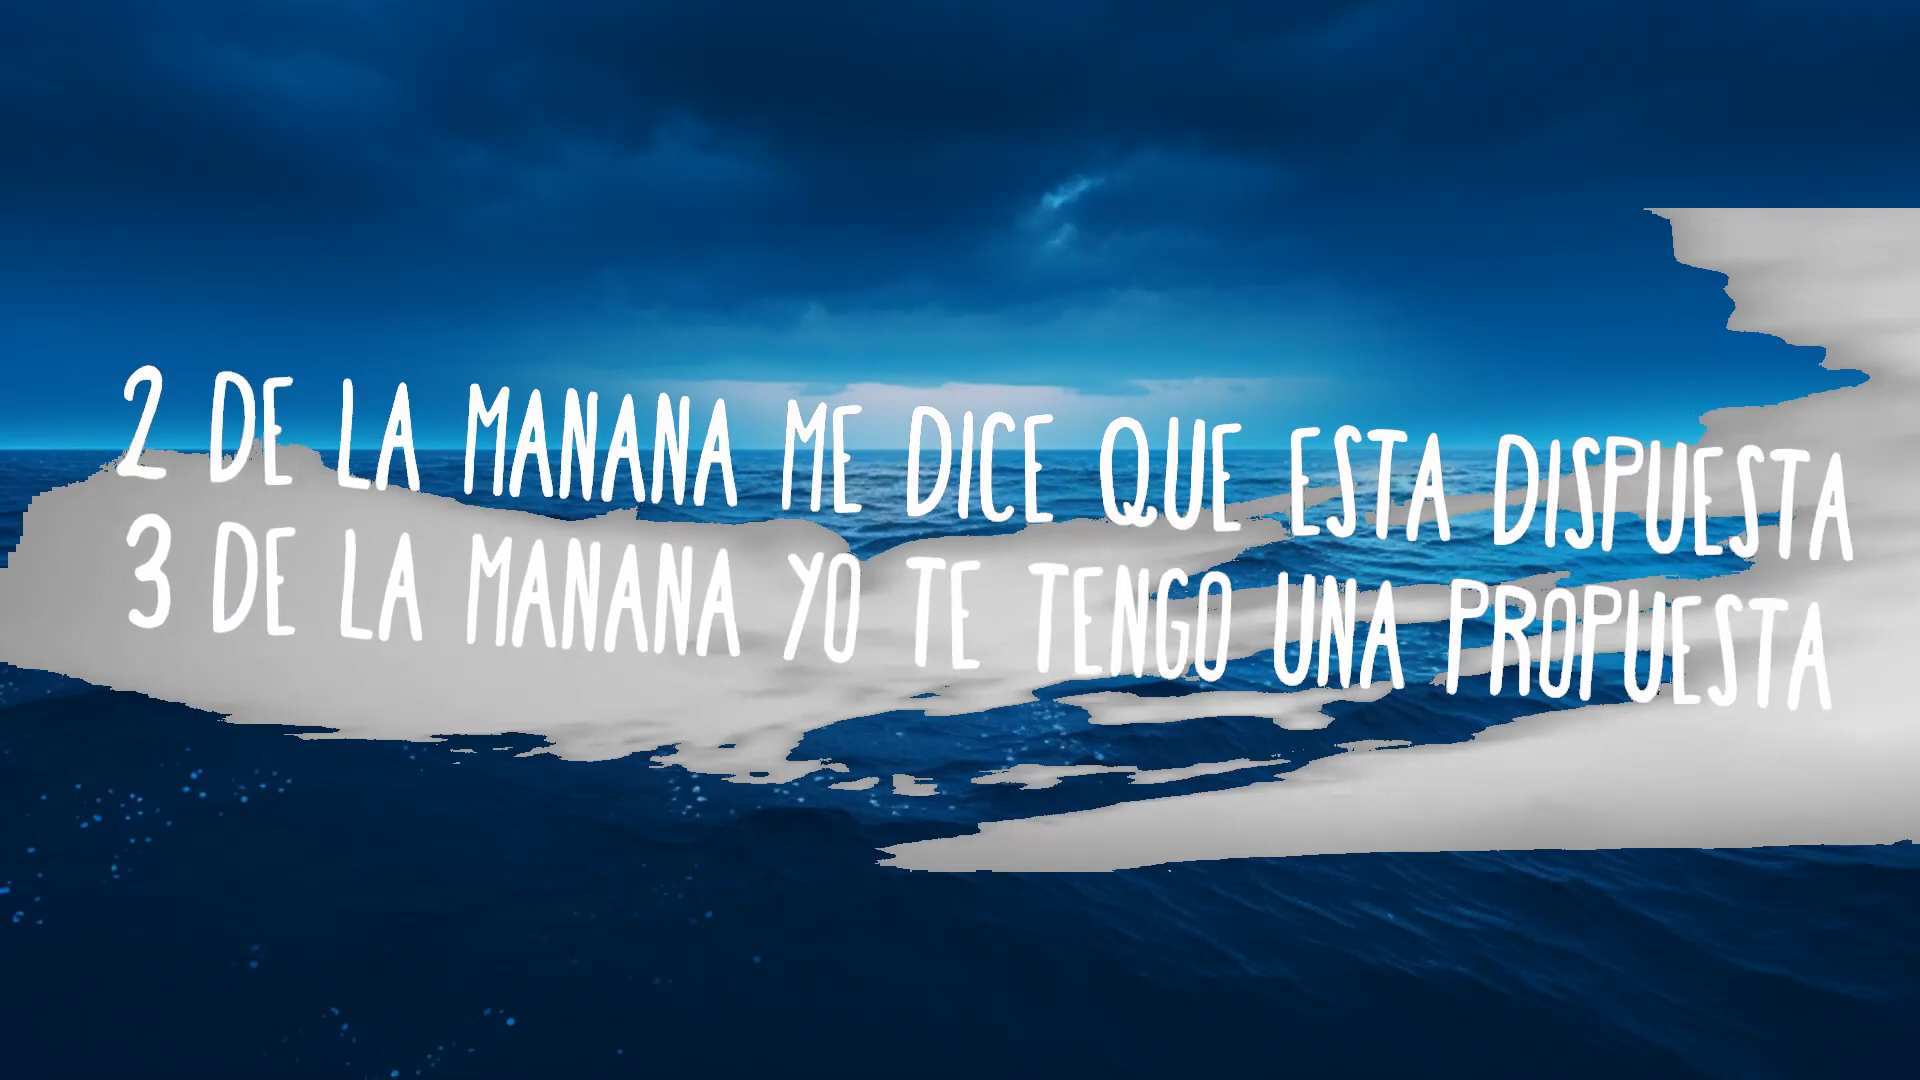 2 DE LA MANANA ME DICE QUE ESTA DISPUESTA
3 DE LA MANANA YO TE TENGO UNA PROPUESTA